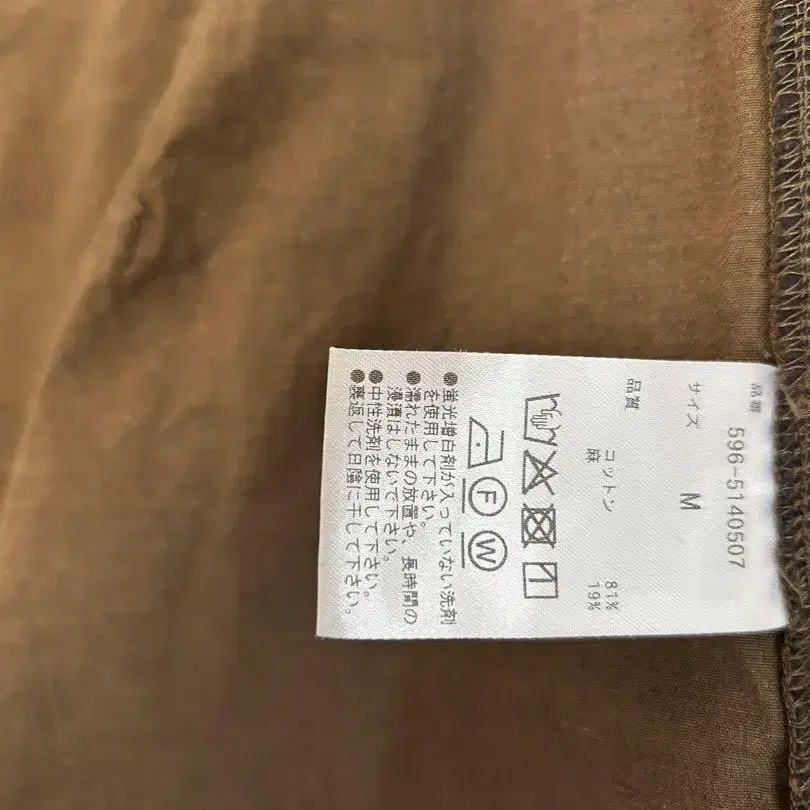 品番 596-5140507
サイズ M
品質 コットン 81%
麻 19%
F W
●蛍光増白剤が入っていない洗剤
を使用して下さい。
●濡れたままの放置や、長時間の
浸漬はしないで下さい。
●中性洗剤を使用して下さい。
●裏返して日陰に干して下さい。